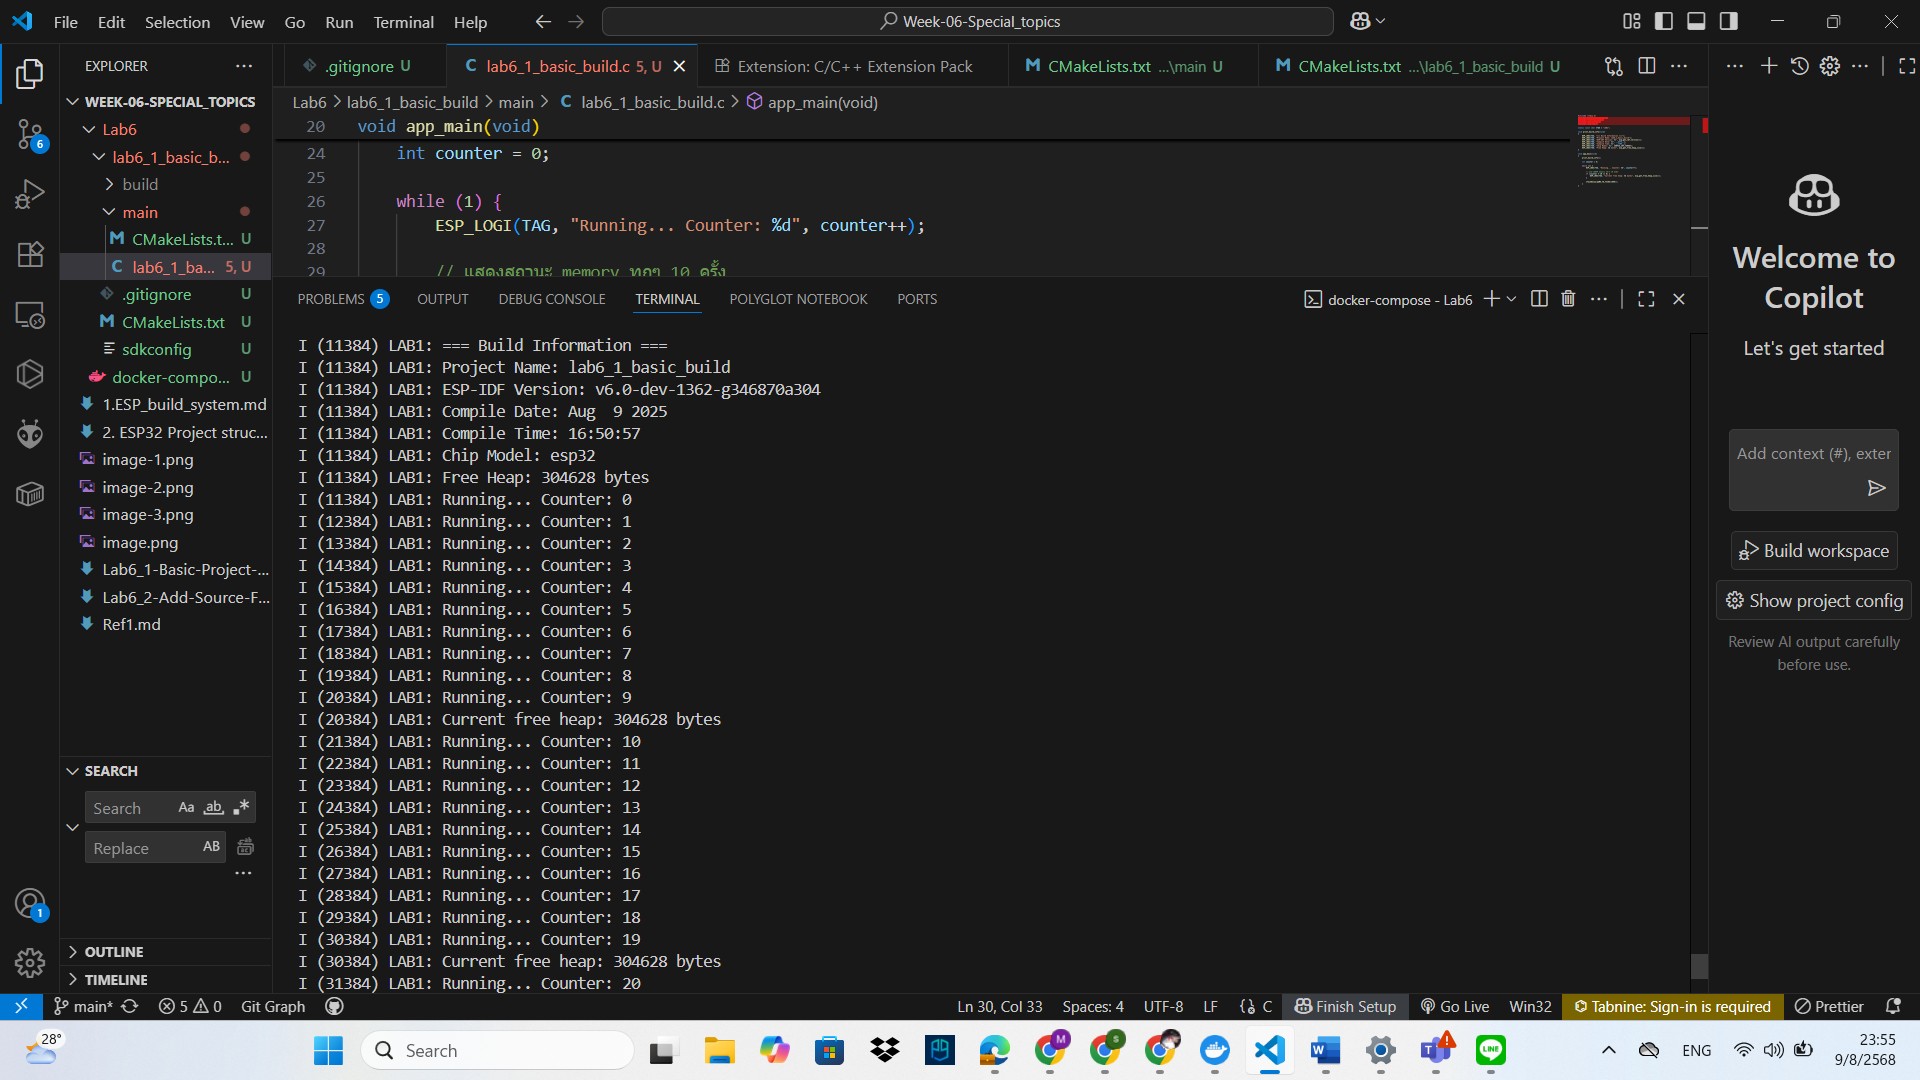 File Edit Selection View Go Run Terminal Help
Week-06-Special_topics
EXPLORER
WEEK-06-SPECIAL_TOPICS
Lab6
lab6_1_basic_b...
build
main
CMakeLists.t... U
lab6_1_ba... 5, U
.gitignore U
CMakeLists.txt U
sdkconfig U
docker-compo... U
1.ESP_build_system.md
2. ESP32 Project struc...
image-1.png
image-2.png
image-3.png
image.png
Lab6_1-Basic-Project-...
Lab6_2-Add-Source-F...
Ref1.md
SEARCH
Search Aa ab
Replace AB
OUTLINE
TIMELINE
6
1
.gitignore U
lab6_1_basic_build.c 5, U
Extension: C/C++ Extension Pack
CMakeLists.txt ...\main U
CMakeLists.txt ...\lab6_1_basic_build U
Lab6 > lab6_1_basic_build > main > C lab6_1_basic_build.c > app_main(void)
20 void app_main(void)
24 int counter = 0;
25
26 while (1) {
27 ESP_LOGI(TAG, "Running... Counter: %d", counter++);
28
29 // แสดงสถานะ memory ทุกๆ 10 ครั้ง
PROBLEMS 5 OUTPUT DEBUG CONSOLE TERMINAL POLYGLOT NOTEBOOK PORTS
docker-compose - Lab6
I (11384) LAB1: === Build Information ===
I (11384) LAB1: Project Name: lab6_1_basic_build
I (11384) LAB1: ESP-IDF Version: v6.0-dev-1362-g346870a304
I (11384) LAB1: Compile Date: Aug  9 2025
I (11384) LAB1: Compile Time: 16:50:57
I (11384) LAB1: Chip Model: esp32
I (11384) LAB1: Free Heap: 304628 bytes
I (11384) LAB1: Running... Counter: 0
I (12384) LAB1: Running... Counter: 1
I (13384) LAB1: Running... Counter: 2
I (14384) LAB1: Running... Counter: 3
I (15384) LAB1: Running... Counter: 4
I (16384) LAB1: Running... Counter: 5
I (17384) LAB1: Running... Counter: 6
I (18384) LAB1: Running... Counter: 7
I (19384) LAB1: Running... Counter: 8
I (20384) LAB1: Running... Counter: 9
I (20384) LAB1: Current free heap: 304628 bytes
I (21384) LAB1: Running... Counter: 10
I (22384) LAB1: Running... Counter: 11
I (23384) LAB1: Running... Counter: 12
I (24384) LAB1: Running... Counter: 13
I (25384) LAB1: Running... Counter: 14
I (26384) LAB1: Running... Counter: 15
I (27384) LAB1: Running... Counter: 16
I (28384) LAB1: Running... Counter: 17
I (29384) LAB1: Running... Counter: 18
I (30384) LAB1: Running... Counter: 19
I (30384) LAB1: Current free heap: 304628 bytes
I (31384) LAB1: Running... Counter: 20
Welcome to
Copilot
Let's get started
Add context (#), exter
Build workspace
Show project config
Review AI output carefully
before use.
main* 5 0 Git Graph
Ln 30, Col 33 Spaces: 4 UTF-8 LF {} C Finish Setup Go Live Win32 Tabnine: Sign-in is required Prettier
28°
Search
ENG
23:55
9/8/2568